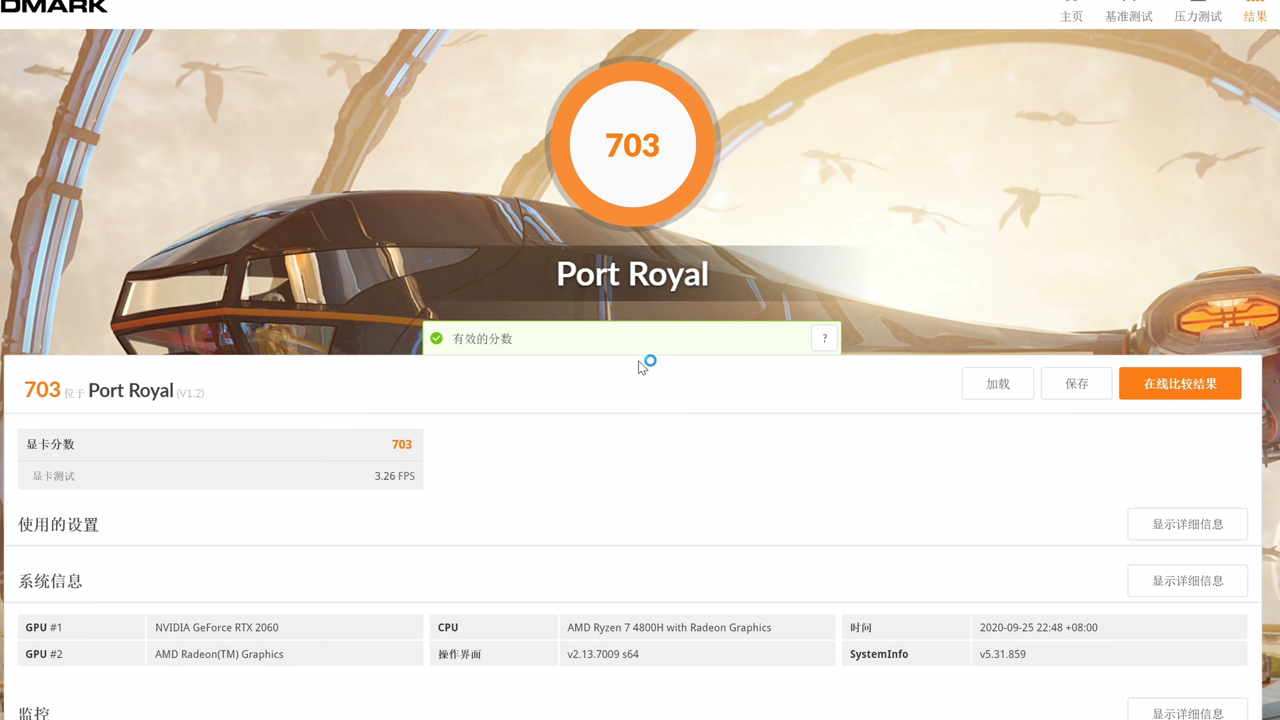 DMARK
主页 基准测试 压力测试 结果
703
Port Royal
有效的分数 ?
703 位于 Port Royal (V1.2) 加载 保存 在线比较结果
显卡分数 703
显卡测试 3.26 FPS
使用的设置 显示详细信息
系统信息 显示详细信息
GPU #1 NVIDIA GeForce RTX 2060 CPU AMD Ryzen 7 4800H with Radeon Graphics 时间 2020-09-25 22:48 +08:00
GPU #2 AMD Radeon(TM) Graphics 操作界面 v2.13.7009 s64 SystemInfo v5.31.859
监控 显示详细信息